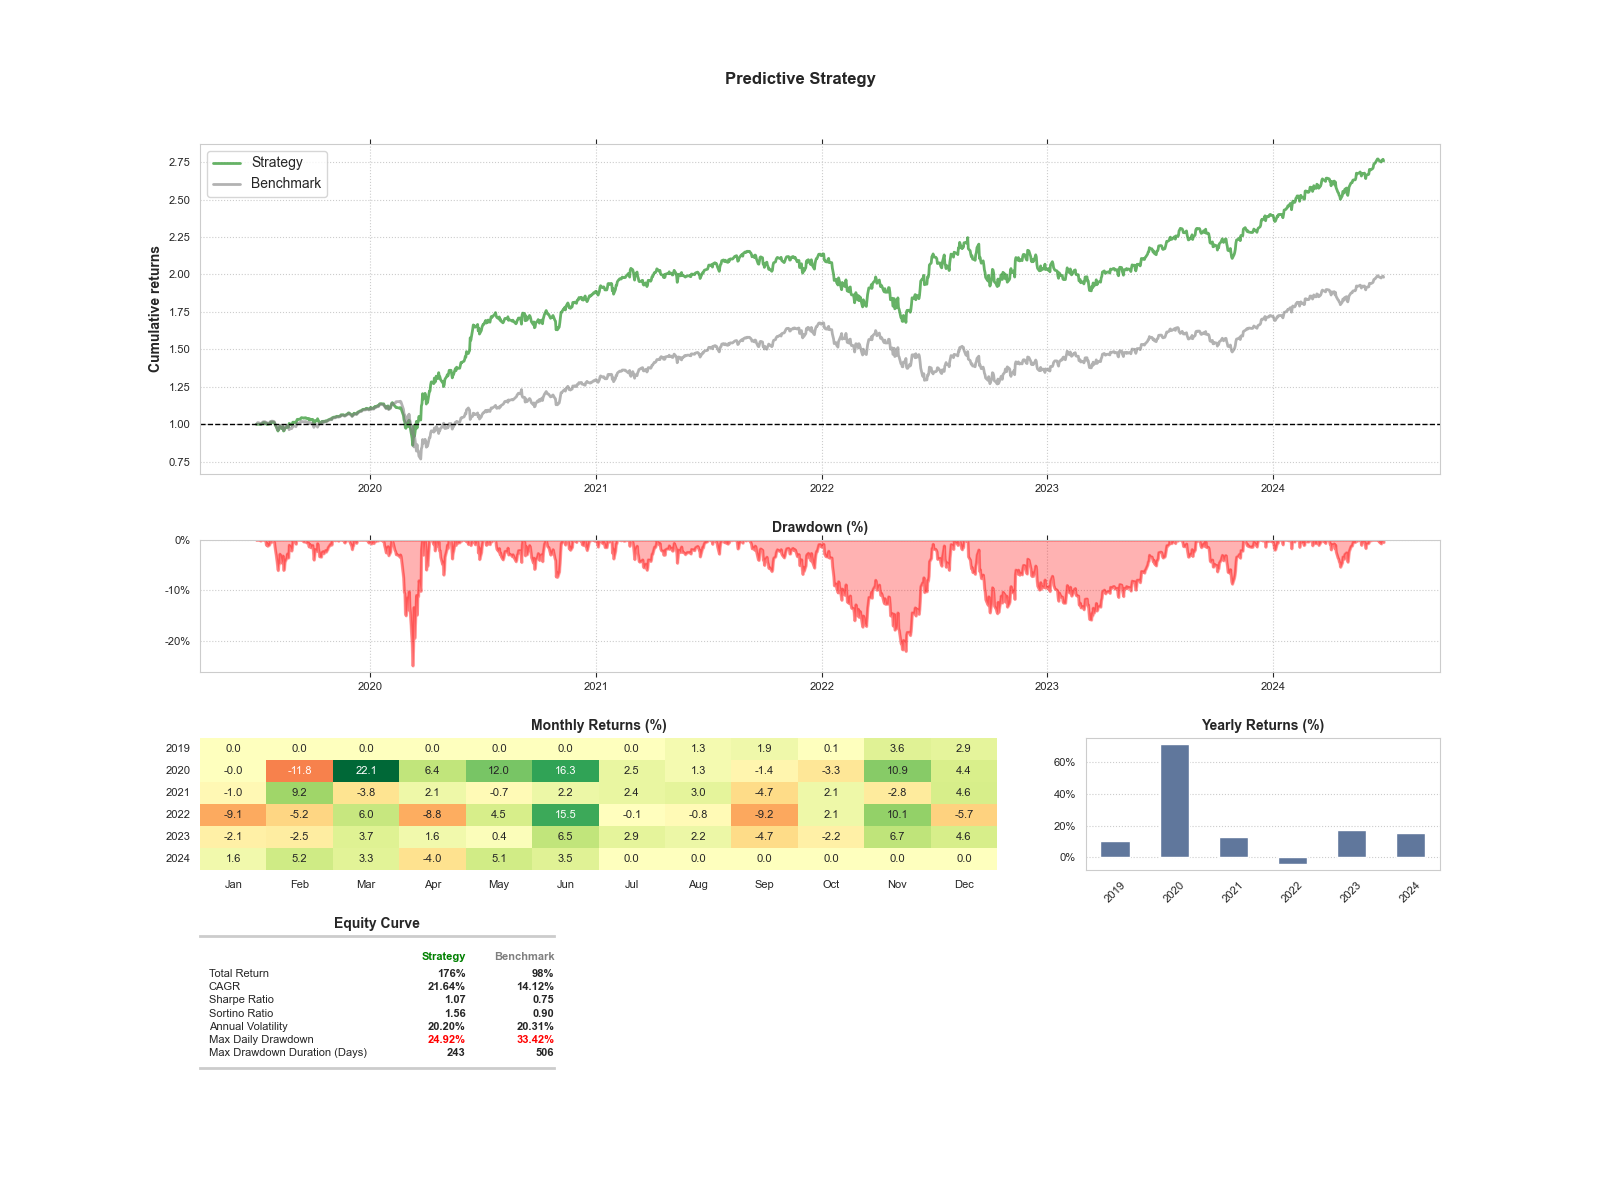 Predictive Strategy
Cumulative returns
2.75
2.50
2.25
2.00
1.75
1.50
1.25
1.00
0.75
Strategy
Benchmark
2020 2021 2022 2023 2024
Drawdown (%)
0%
-10%
-20%
2020 2021 2022 2023 2024
Monthly Returns (%)
2019 0.0 0.0 0.0 0.0 0.0 0.0 0.0 1.3 1.9 0.1 3.6 2.9
2020 -0.0 -11.8 22.1 6.4 12.0 16.3 2.5 1.3 -1.4 -3.3 10.9 4.4
2021 -1.0 9.2 -3.8 2.1 -0.7 2.2 2.4 3.0 -4.7 2.1 -2.8 4.6
2022 -9.1 -5.2 6.0 -8.8 4.5 15.5 -0.1 -0.8 -9.2 2.1 10.1 -5.7
2023 -2.1 -2.5 3.7 1.6 0.4 6.5 2.9 2.2 -4.7 -2.2 6.7 4.6
2024 1.6 5.2 3.3 -4.0 5.1 3.5 0.0 0.0 0.0 0.0 0.0 0.0
Jan Feb Mar Apr May Jun Jul Aug Sep Oct Nov Dec
Yearly Returns (%)
60%
40%
20%
0%
2019 2020 2021 2022 2023 2024
Equity Curve
Strategy Benchmark
Total Return 176% 98%
CAGR 21.64% 14.12%
Sharpe Ratio 1.07 0.75
Sortino Ratio 1.56 0.90
Annual Volatility 20.20% 20.31%
Max Daily Drawdown 24.92% 33.42%
Max Drawdown Duration (Days) 243 506